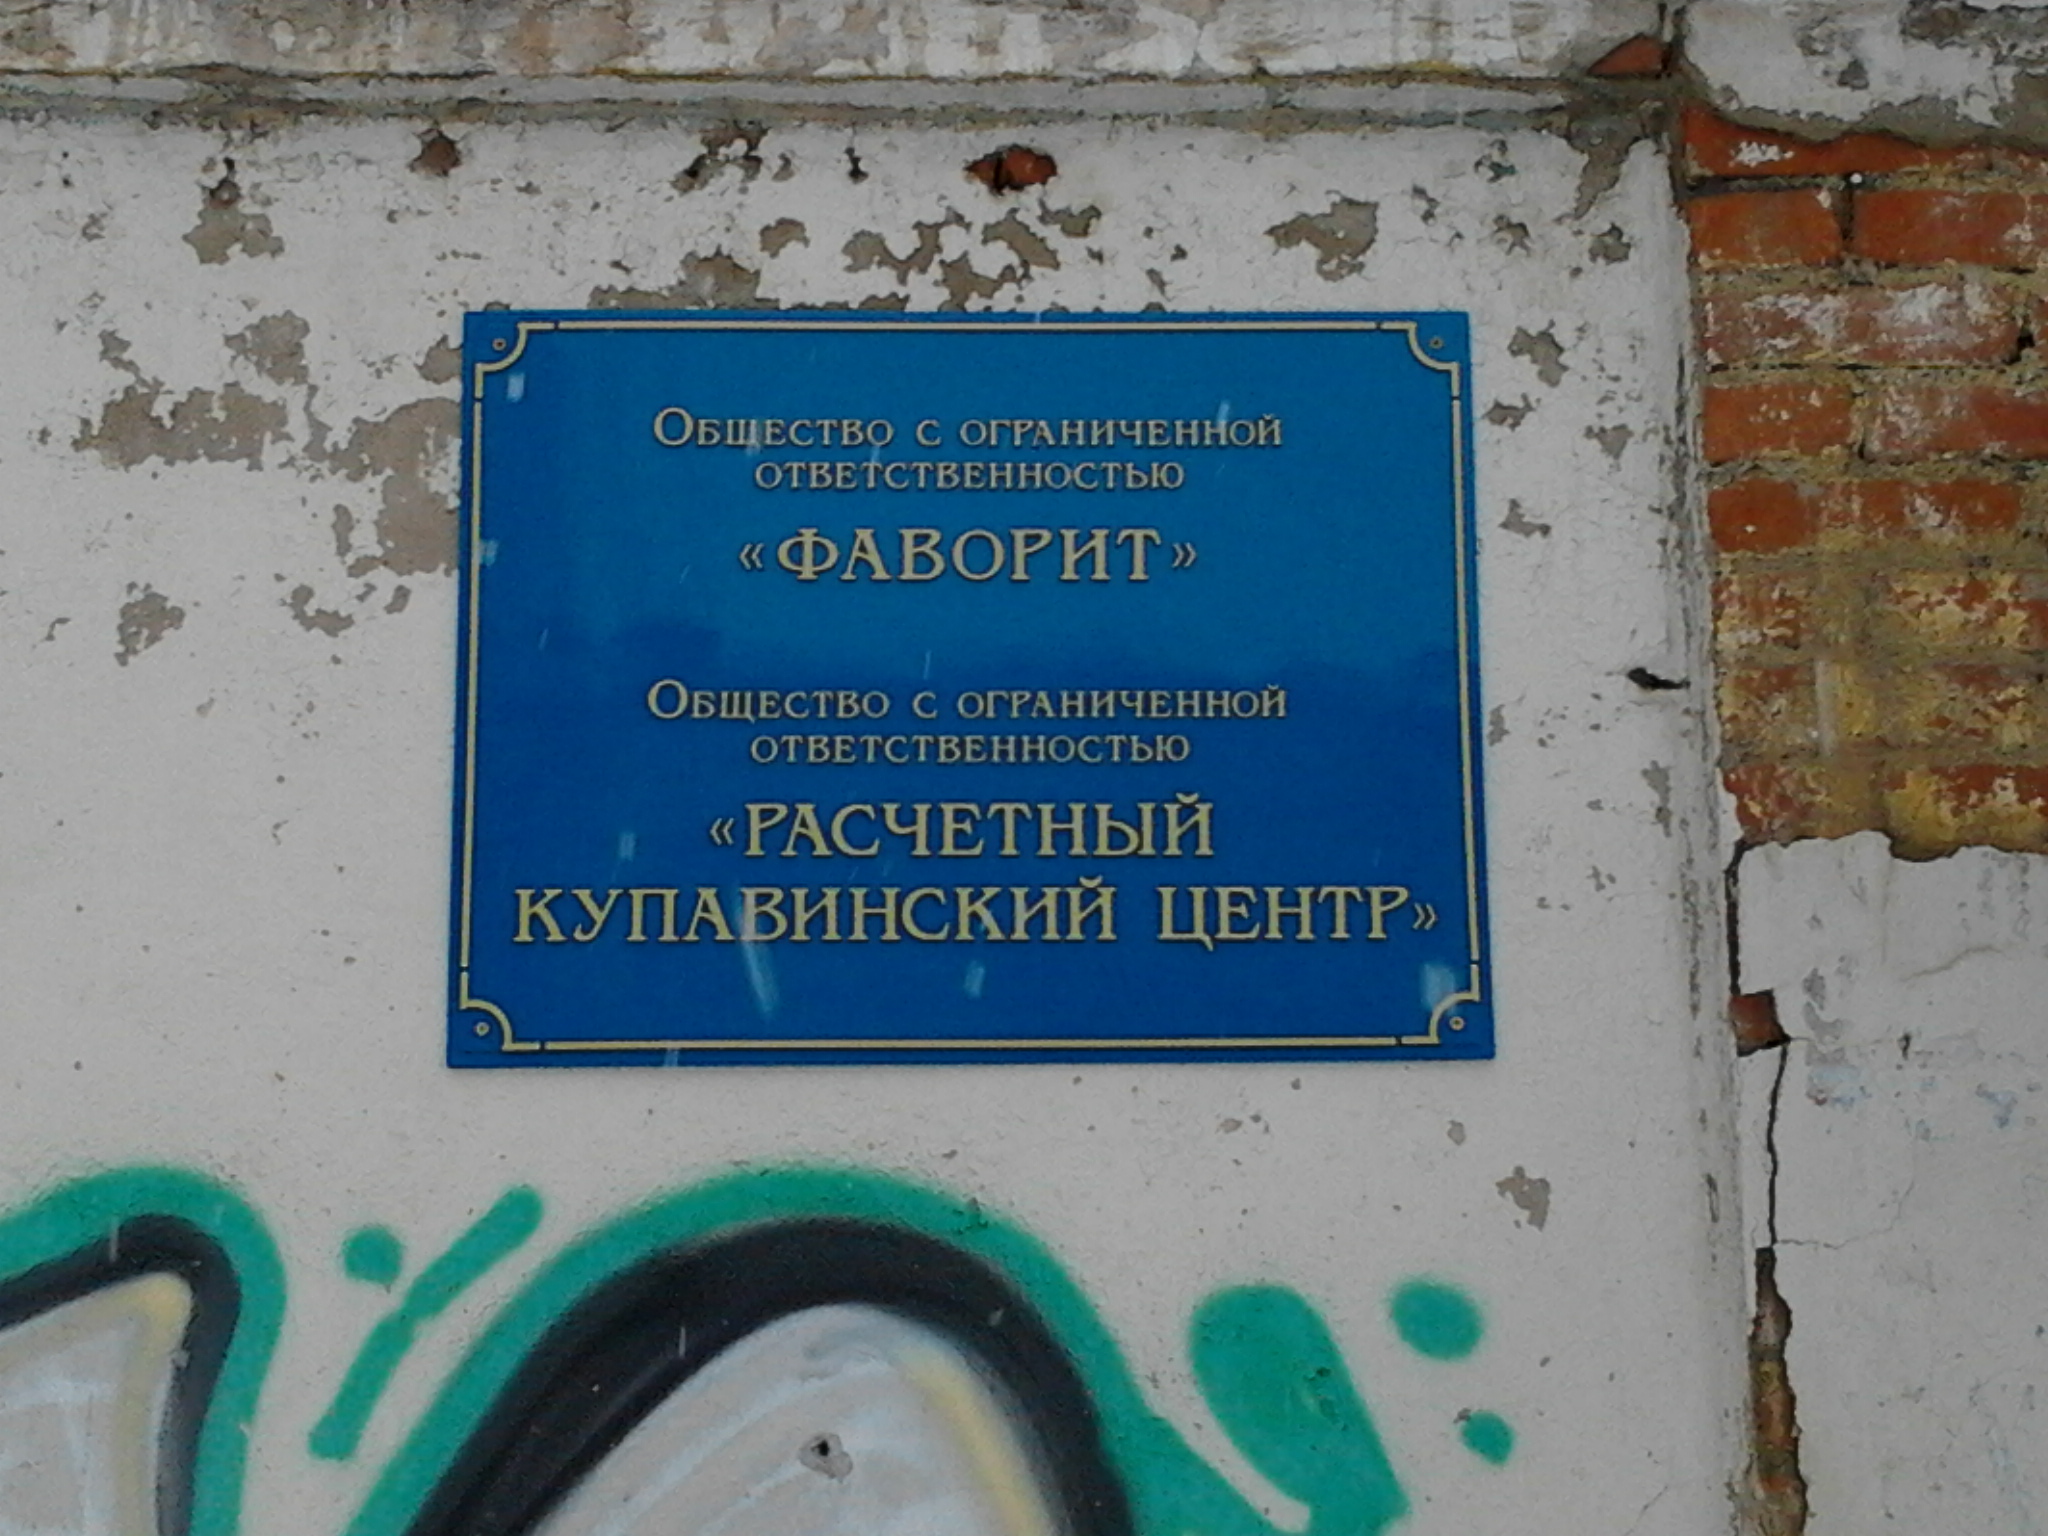 Общество с ограниченной
ответственностью
«ФАВОРИТ»
Общество с ограниченной
ответственностью
«РАСЧЕТНЫЙ
КУПАВИНСКИЙ ЦЕНТР»